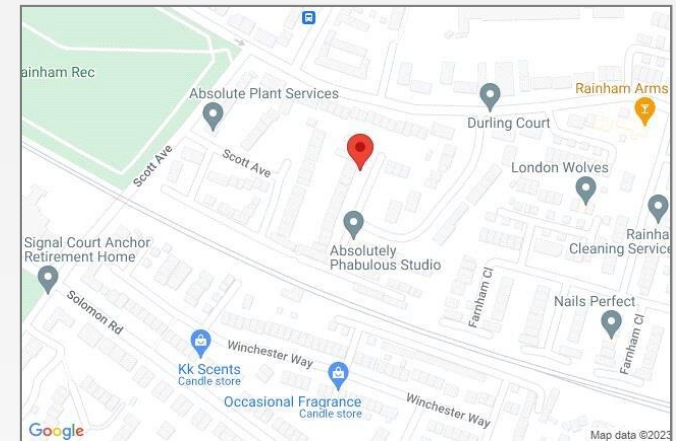 ainham Rec
Absolute Plant Services
Rainham Arms
Durling Court
Scott Ave
Scott Ave
London Wolves
Signal Court Anchor
Retirement Home
Absolutely
Phabulous Studio
Rainha
Cleaning Service
Solomon Rd
Farnham Cl
Nails Perfect
Farnham Cl
Kk Scents
Candle store
Winchester Way
Occasional Fragrance
Candle store
Winchester Way
Google
Map data ©2023